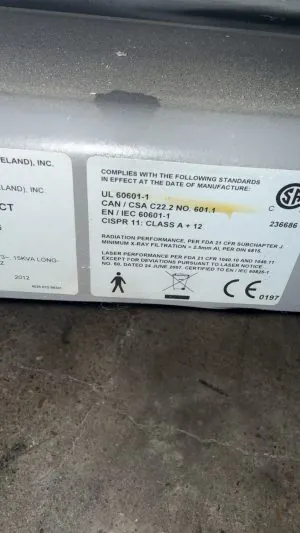 ELAND), INC.
ELAND), INC.
CT
2012
COMPLIES WITH THE FOLLOWING STANDARDS
IN EFFECT AT THE DATE OF MANUFACTURE:
UL 60601-1
CAN / CSA C22.2 NO. 601.1
EN / IEC 60601-1
CISPR 11: CLASS A + 12
RADIATION PERFORMANCE, PER FDA 21 CFR SUBCHAPTER J:
MINIMUM X-RAY FILTRATION = 2.5mm Al, PER DIN 6815.
LASER PERFORMANCE, PER FDA 21 CFR 1040.10 AND 1040.11
EXCEPT FOR DEVIATIONS PURSUANT TO LASER NOTICE
NO. 50, DATED 24 JUNE 2007. CERTIFIED TO EN / IEC 60825-1
C
236686
CE 0197